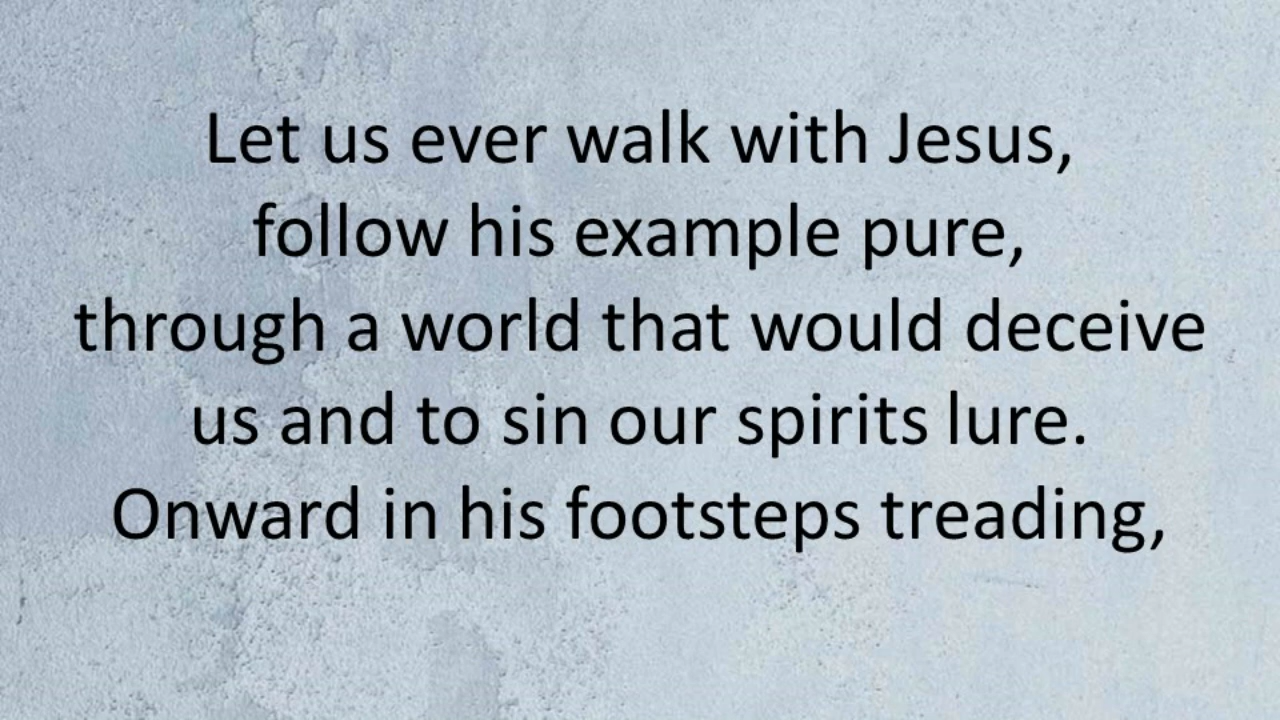 Let us ever walk with Jesus,
follow his example pure,
through a world that would deceive
us and to sin our spirits lure.
Onward in his footsteps treading,